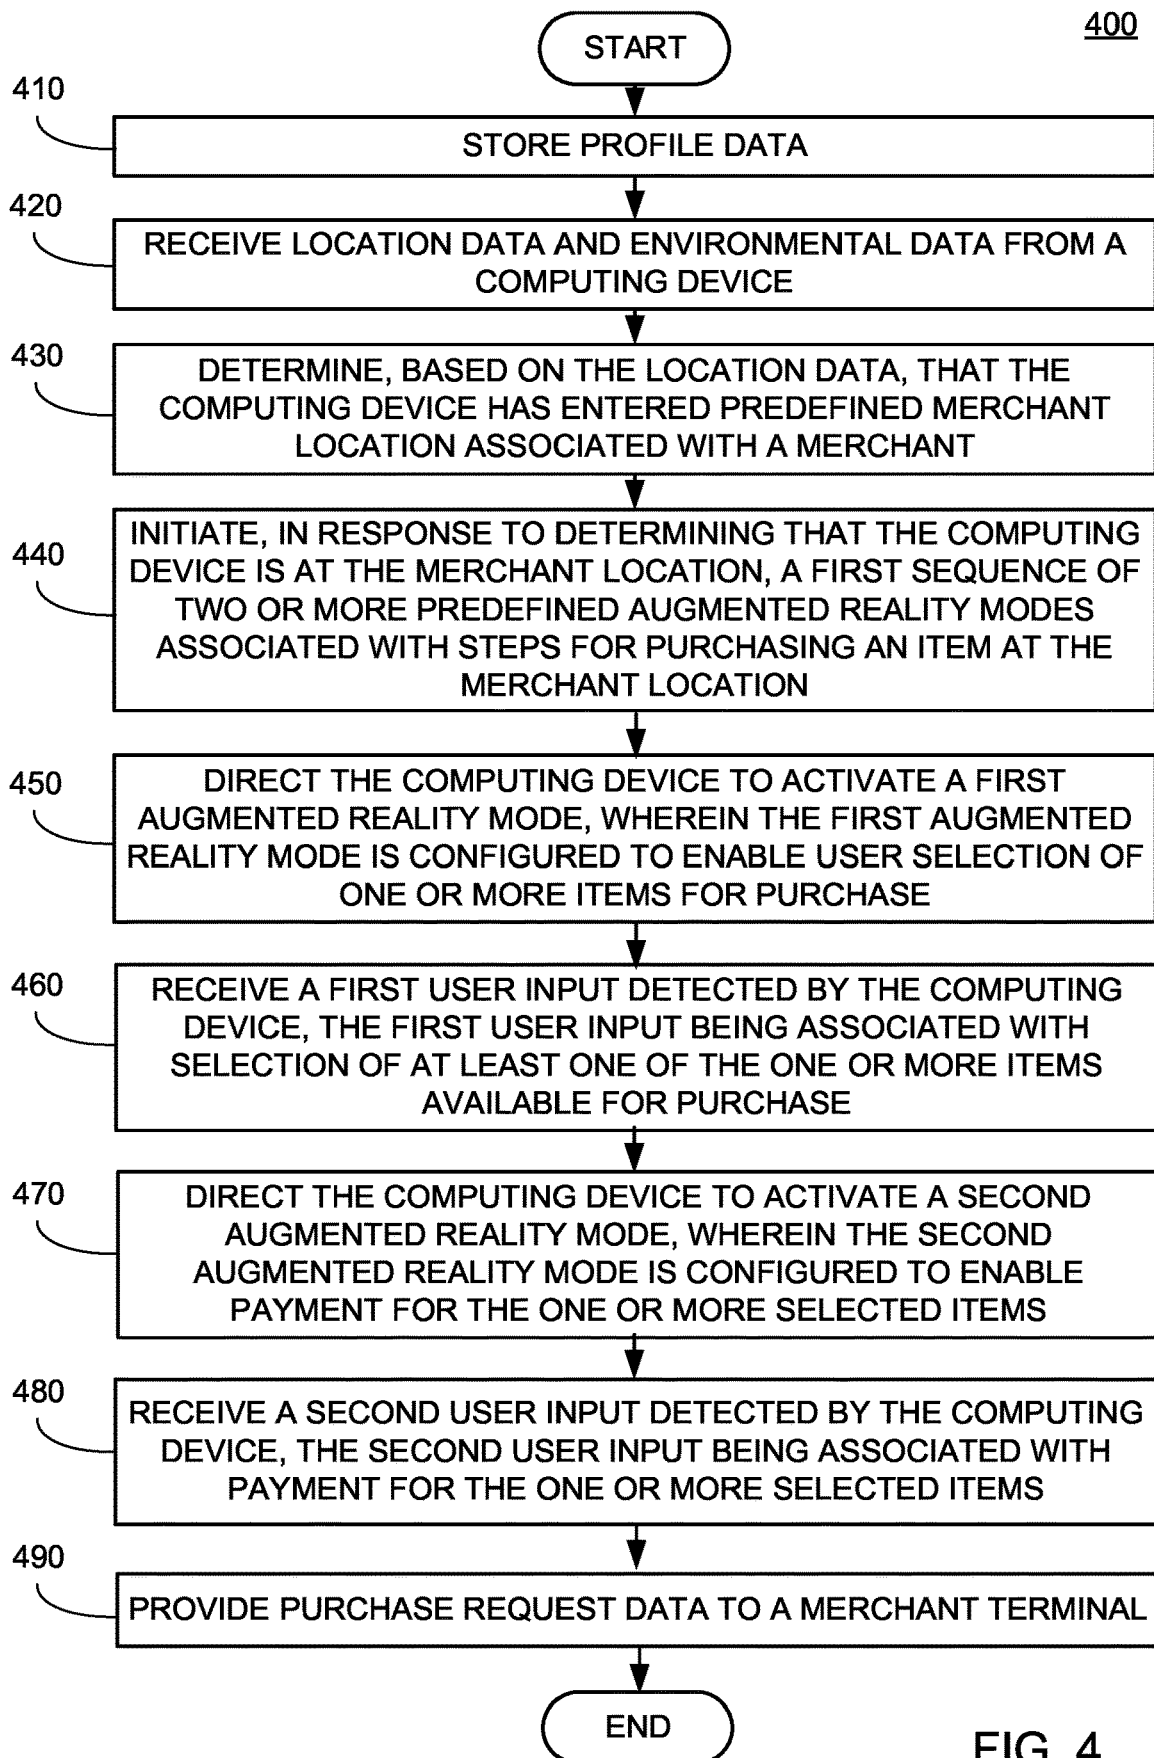 400
START
410
STORE PROFILE DATA
420
RECEIVE LOCATION DATA AND ENVIRONMENTAL DATA FROM A
COMPUTING DEVICE
430
DETERMINE, BASED ON THE LOCATION DATA, THAT THE
COMPUTING DEVICE HAS ENTERED PREDEFINED MERCHANT
LOCATION ASSOCIATED WITH A MERCHANT
440
INITIATE, IN RESPONSE TO DETERMINING THAT THE COMPUTING
DEVICE IS AT THE MERCHANT LOCATION, A FIRST SEQUENCE OF
TWO OR MORE PREDEFINED AUGMENTED REALITY MODES
ASSOCIATED WITH STEPS FOR PURCHASING AN ITEM AT THE
MERCHANT LOCATION
450
DIRECT THE COMPUTING DEVICE TO ACTIVATE A FIRST
AUGMENTED REALITY MODE, WHEREIN THE FIRST AUGMENTED
REALITY MODE IS CONFIGURED TO ENABLE USER SELECTION OF
ONE OR MORE ITEMS FOR PURCHASE
460
RECEIVE A FIRST USER INPUT DETECTED BY THE COMPUTING
DEVICE, THE FIRST USER INPUT BEING ASSOCIATED WITH
SELECTION OF AT LEAST ONE OF THE ONE OR MORE ITEMS
AVAILABLE FOR PURCHASE
470
DIRECT THE COMPUTING DEVICE TO ACTIVATE A SECOND
AUGMENTED REALITY MODE, WHEREIN THE SECOND
AUGMENTED REALITY MODE IS CONFIGURED TO ENABLE
PAYMENT FOR THE ONE OR MORE SELECTED ITEMS
480
RECEIVE A SECOND USER INPUT DETECTED BY THE COMPUTING
DEVICE, THE SECOND USER INPUT BEING ASSOCIATED WITH
PAYMENT FOR THE ONE OR MORE SELECTED ITEMS
490
PROVIDE PURCHASE REQUEST DATA TO A MERCHANT TERMINAL
END
FIG. 4